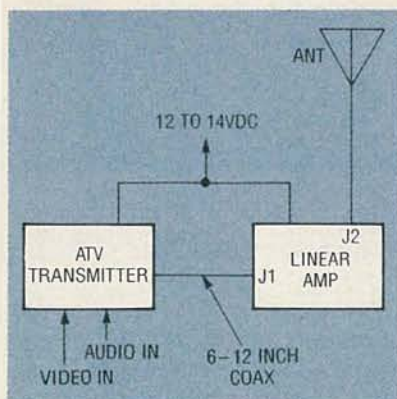 ANT
12 TO 14VDC
ATV
TRANSMITTER
J1
J2
LINEAR
AMP
AUDIO IN
VIDEO IN
6–12 INCH
COAX